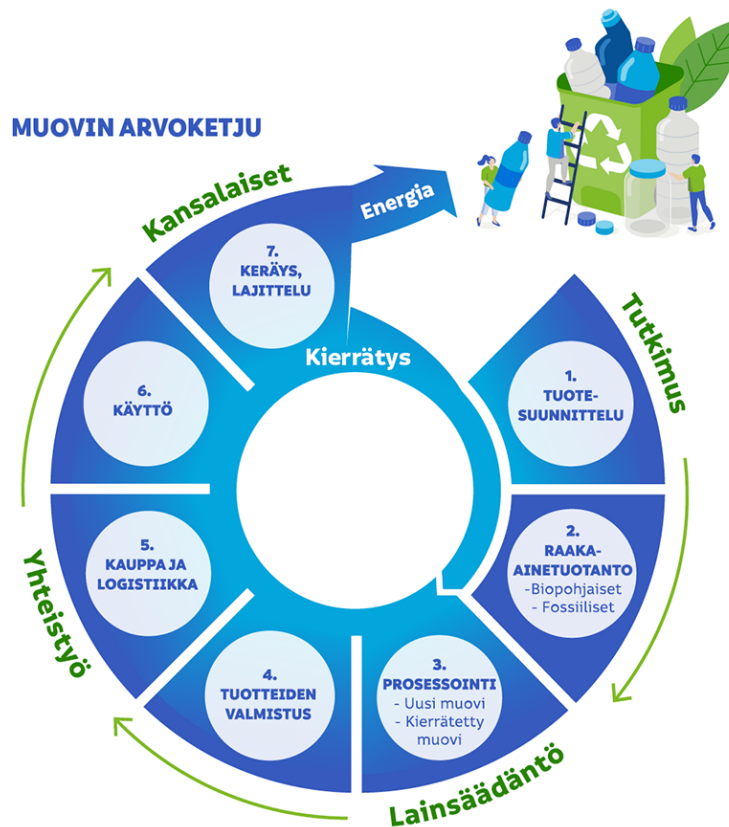 MUOVIN ARVOKETJU
Kansalaiset
Energia
7.
KERÄYS,
LAJITTELU
Kierrätys
Tutkimus
1.
TUOTE-
SUUNNITTELU
6.
KÄYTTÖ
2.
RAAKA-
AINETUOTANTO
-Biopohjaiset
- Fossiiliset
5.
KAUPPA JA
LOGISTIIKKA
Yhteistyö
4.
TUOTTEIDEN
VALMISTUS
3.
PROSESSOINTI
- Uusi muovi
- Kierrätetty
muovi
Lainsäädäntö